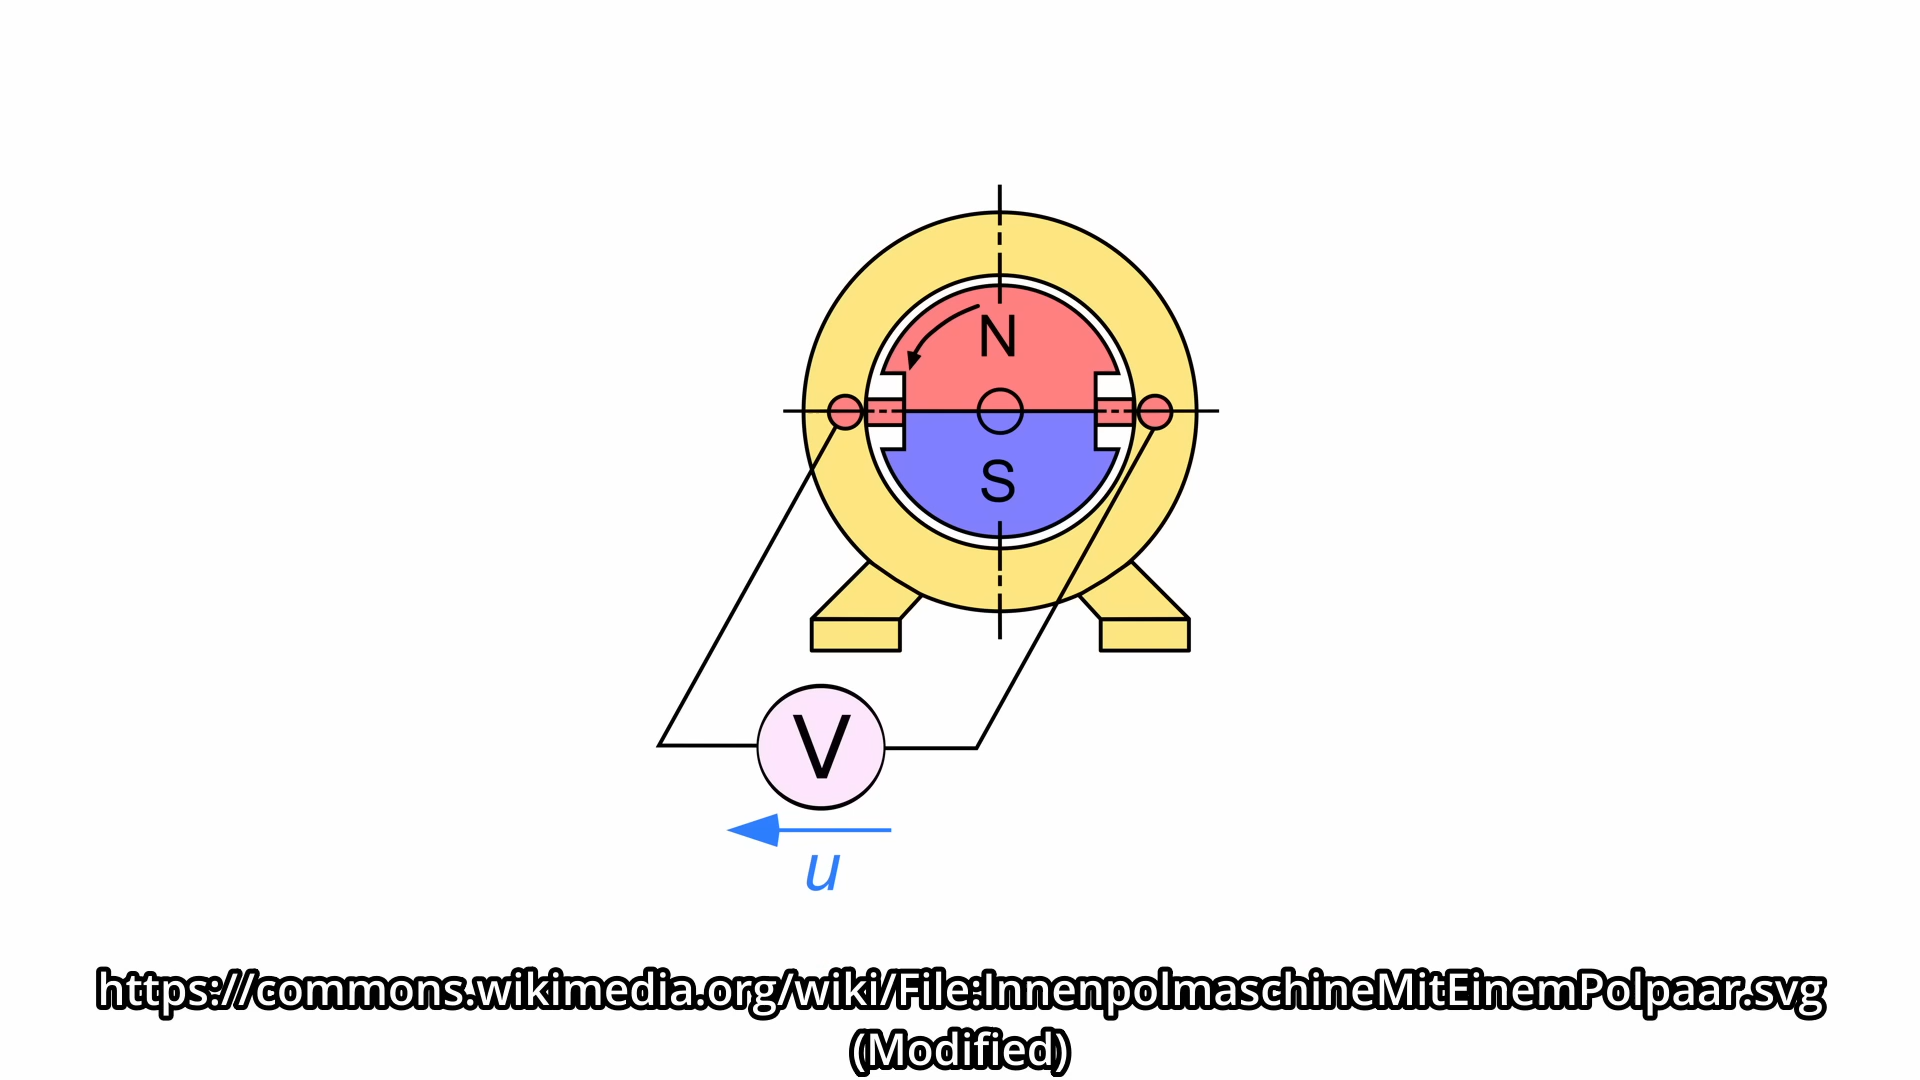 N
S
V
u
https://commons.wikimedia.org/wiki/File:InnenpolmaschineMitEinemPolpaar.svg
(Modified)